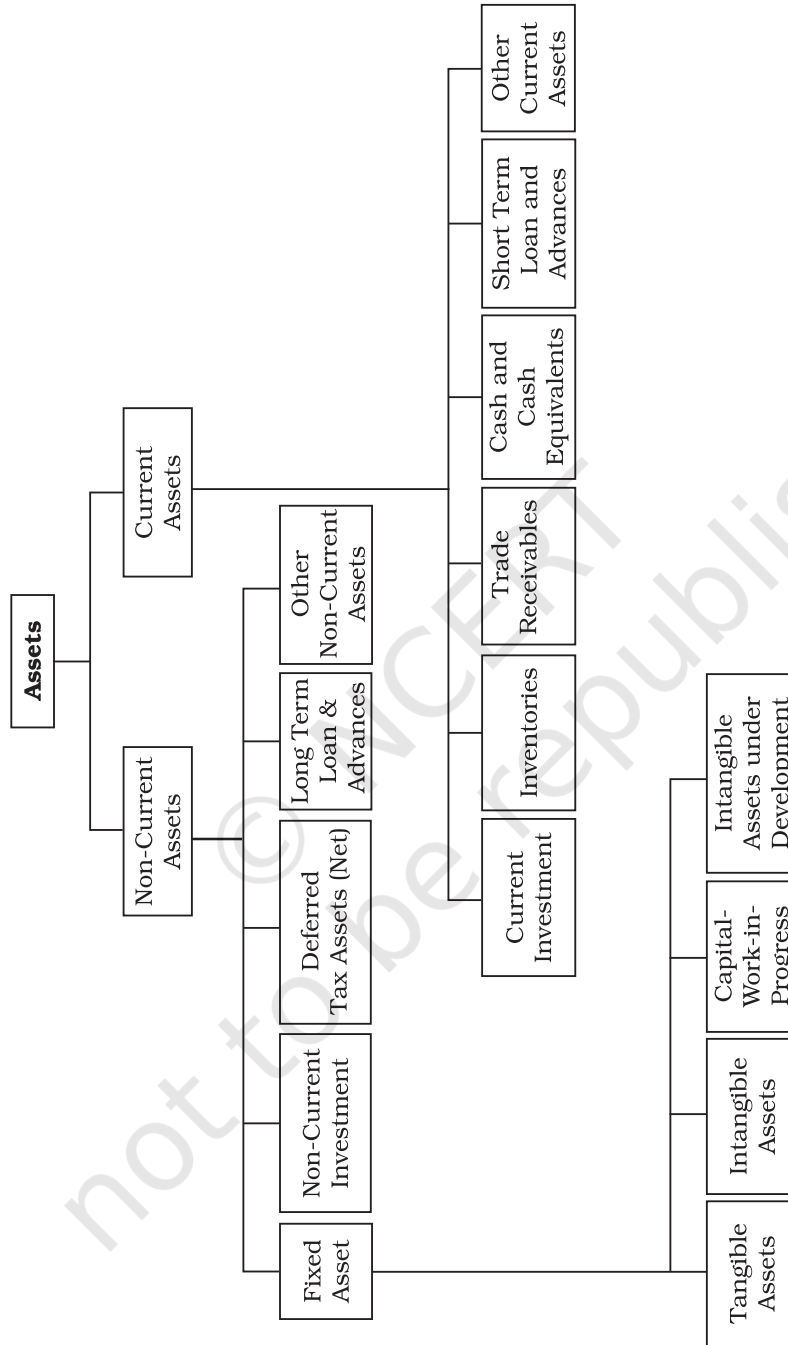 Assets
Non-Current
Assets
Current
Assets
Fixed
Asset
Non-Current
Investment
Deferred
Tax Assets (Net)
Long Term
Loan &
Advances
Other
Non-Current
Assets
Current
Investment
Inventories
Trade
Receivables
Cash and
Cash
Equivalents
Short Term
Loan and
Advances
Other
Current
Assets
Tangible
Assets
Intangible
Assets
Capital-
Work-in-
Progress
Intangible
Assets under
Development
© NCERT
not to be republis